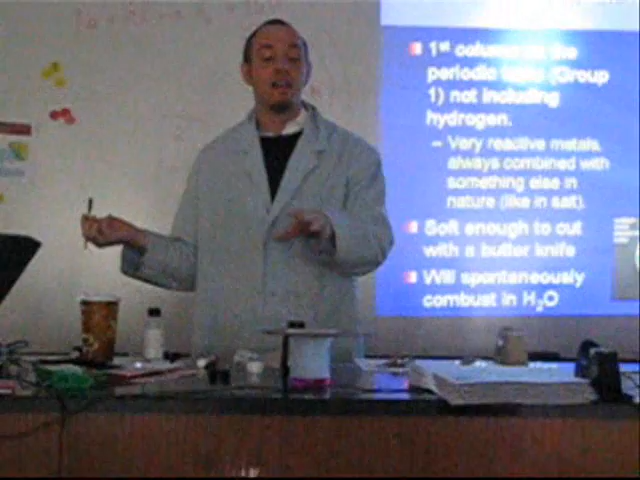 1st column of the
periodic table (Group
1) not including
hydrogen.
– Very reactive metals,
always combined with
something else in
nature (like in salt).
Soft enough to cut
with a butter knife
Will spontaneously
combust in H₂O